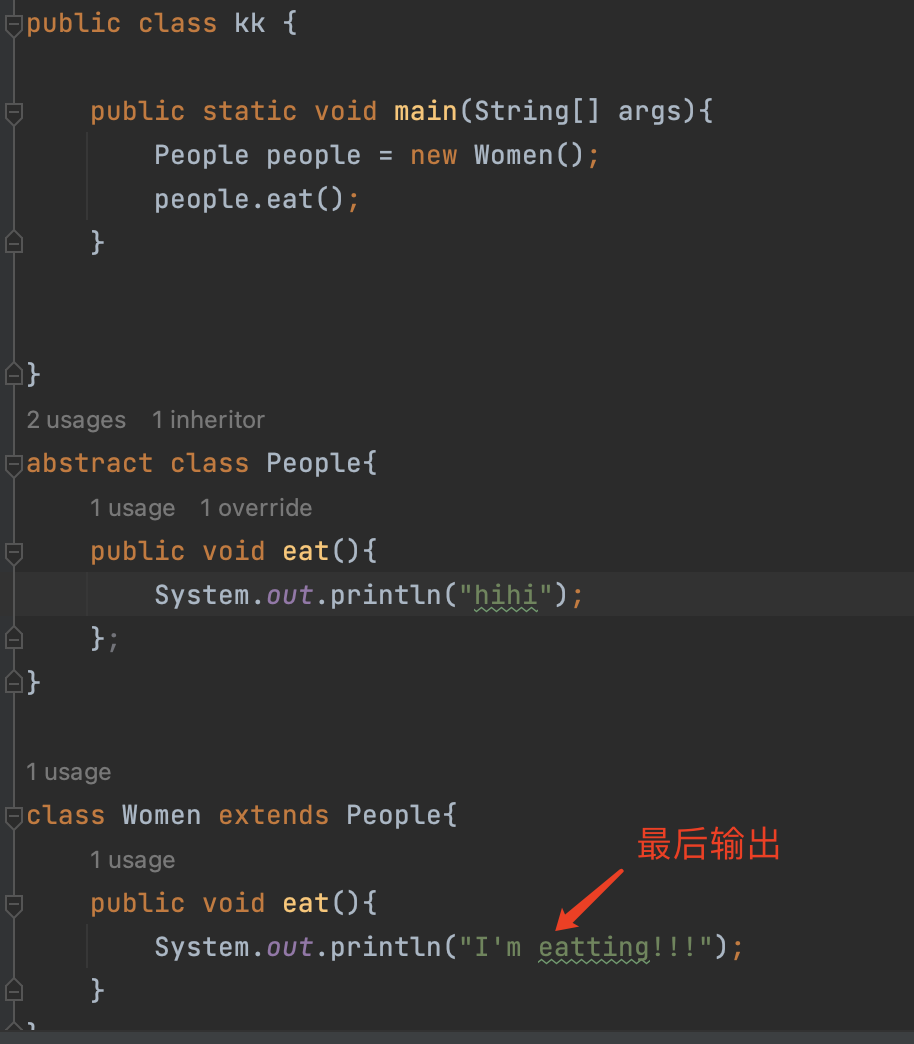 public class kk {
public static void main(String[] args){
People people = new Women();
people.eat();
}
}
2 usages 1 inheritor
abstract class People{
1 usage 1 override
public void eat(){
System.out.println("hihi");
};
}
1 usage
class Women extends People{
1 usage
最后输出
public void eat(){
System.out.println("I'm eatting!!!");
}
}